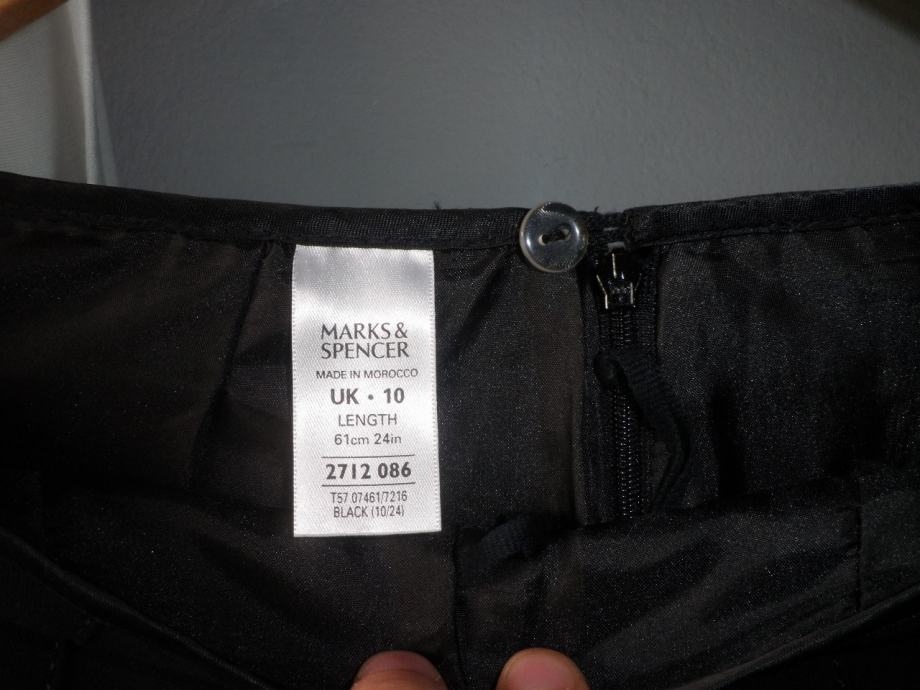 MARKS &
SPENCER
MADE IN MOROCCO
UK • 10
LENGTH
61cm 24in
2712 086
T57 07461/7216
BLACK (10/24)